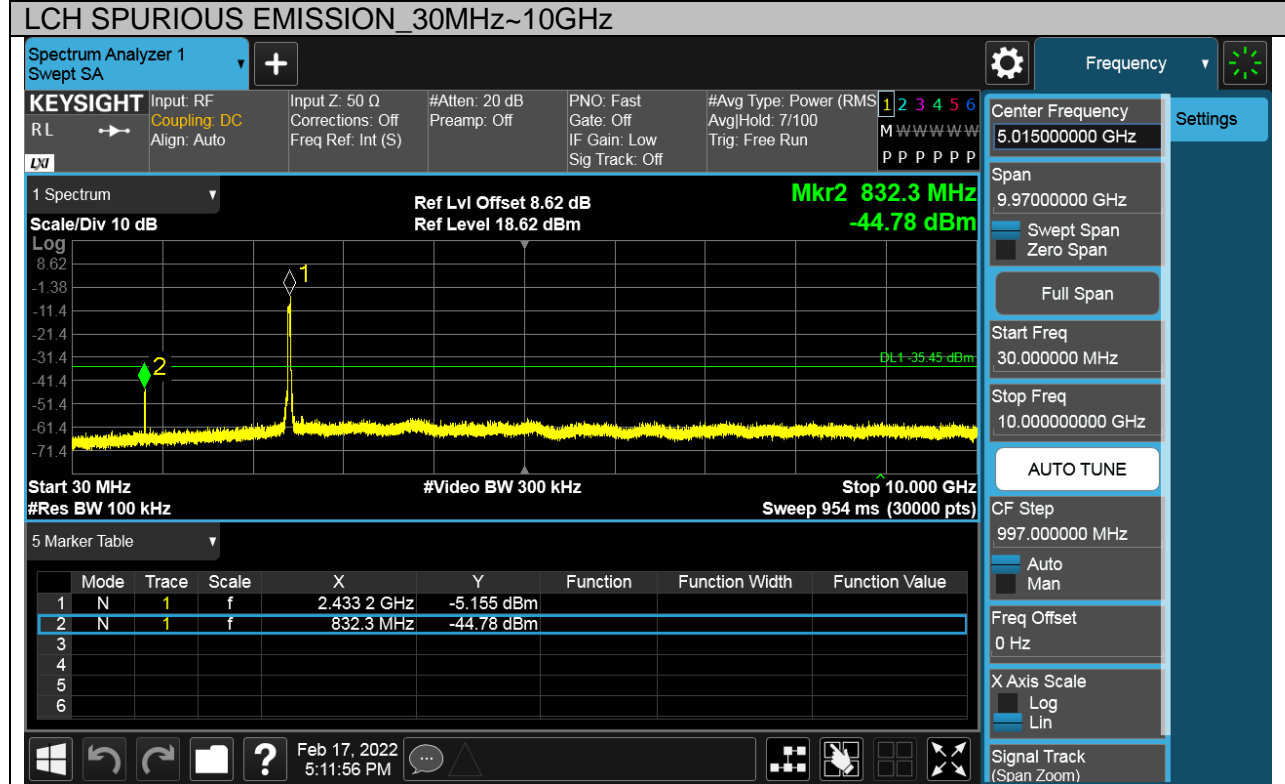 LCH SPURIOUS EMISSION_30MHz~10GHz
Spectrum Analyzer 1
Swept SA
+
Frequency
KEYSIGHT
RL
LXI
Input: RF
Coupling: DC
Align: Auto
Input Z: 50 Ω
Corrections: Off
Freq Ref: Int (S)
#Atten: 20 dB
Preamp: Off
PNO: Fast
Gate: Off
IF Gain: Low
Sig Track: Off
#Avg Type: Power (RMS
Avg|Hold: 7/100
Trig: Free Run
1 2 3 4 5 6
M W W W W W
P P P P P P
1 Spectrum
Scale/Div 10 dB
Ref Lvl Offset 8.62 dB
Ref Level 18.62 dBm
Mkr2 832.3 MHz
-44.78 dBm
Log
8.62
-1.38
-11.4
-21.4
-31.4
-41.4
-51.4
-61.4
-71.4
1
2
DL1 -35.45 dBm
Start 30 MHz
#Res BW 100 kHz
#Video BW 300 kHz
Stop 10.000 GHz
Sweep 954 ms (30000 pts)
5 Marker Table
Mode Trace Scale X Y Function Function Width Function Value
1 N 1 f 2.433 2 GHz -5.155 dBm
2 N 1 f 832.3 MHz -44.78 dBm
3
4
5
6
Feb 17, 2022
5:11:56 PM
?
Center Frequency
5.015000000 GHz
Settings
Span
9.97000000 GHz
Swept Span
Zero Span
Full Span
Start Freq
30.000000 MHz
Stop Freq
10.000000000 GHz
AUTO TUNE
CF Step
997.000000 MHz
Auto
Man
Freq Offset
0 Hz
X Axis Scale
Log
Lin
Signal Track
(Span Zoom)